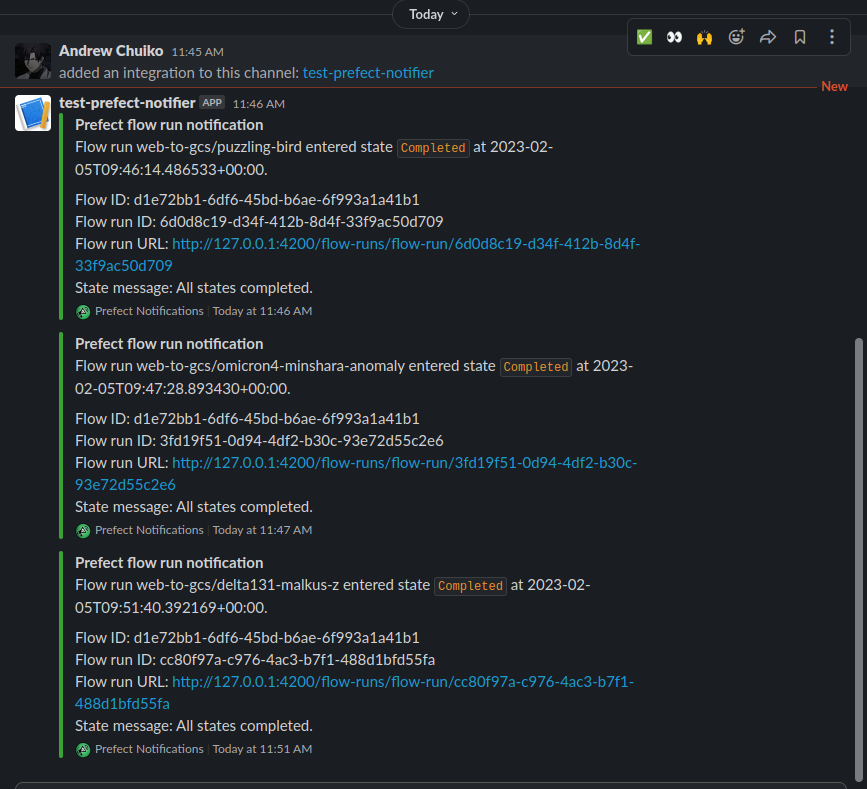 Today
Andrew Chuiko 11:45 AM
added an integration to this channel: test-prefect-notifier
New
test-prefect-notifier APP 11:46 AM
Prefect flow run notification
Flow run web-to-gcs/puzzling-bird entered state Completed at 2023-02-
05T09:46:14.486533+00:00.
Flow ID: d1e72bb1-6df6-45bd-b6ae-6f993a1a41b1
Flow run ID: 6d0d8c19-d34f-412b-8d4f-33f9ac50d709
Flow run URL: http://127.0.0.1:4200/flow-runs/flow-run/6d0d8c19-d34f-412b-8d4f-
33f9ac50d709
State message: All states completed.
Prefect Notifications | Today at 11:46 AM
Prefect flow run notification
Flow run web-to-gcs/omicron4-minshara-anomaly entered state Completed at 2023-
02-05T09:47:28.893430+00:00.
Flow ID: d1e72bb1-6df6-45bd-b6ae-6f993a1a41b1
Flow run ID: 3fd19f51-0d94-4df2-b30c-93e72d55c2e6
Flow run URL: http://127.0.0.1:4200/flow-runs/flow-run/3fd19f51-0d94-4df2-b30c-
93e72d55c2e6
State message: All states completed.
Prefect Notifications | Today at 11:47 AM
Prefect flow run notification
Flow run web-to-gcs/delta131-malkus-z entered state Completed at 2023-02-
05T09:51:40.392169+00:00.
Flow ID: d1e72bb1-6df6-45bd-b6ae-6f993a1a41b1
Flow run ID: cc80f97a-c976-4ac3-b7f1-488d1bfd55fa
Flow run URL: http://127.0.0.1:4200/flow-runs/flow-run/cc80f97a-c976-4ac3-b7f1-
488d1bfd55fa
State message: All states completed.
Prefect Notifications | Today at 11:51 AM